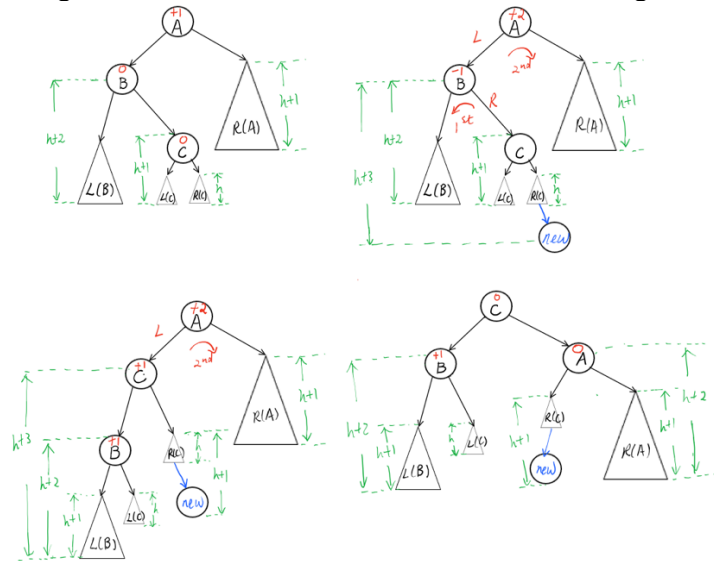 +1
A
0
B
h+2
0
C
h+1
L(B)
L(C)
R(C)
h
R(A)
h+1
+2
A
L
2nd
-1
B
R
1st
h+3
h+2
C
h+1
L(B)
L(C)
R(C)
h
R(A)
h+1
new
+2
A
L
2nd
+1
C
h+3
+1
B
h+2
h+1
L(B)
L(C)
h
R(C)
h
h+1
new
R(A)
h+1
0
C
+1
B
0
A
h+2
h+1
L(B)
h
L(C)
h+1
R(C)
new
R(A)
h+1
h+2